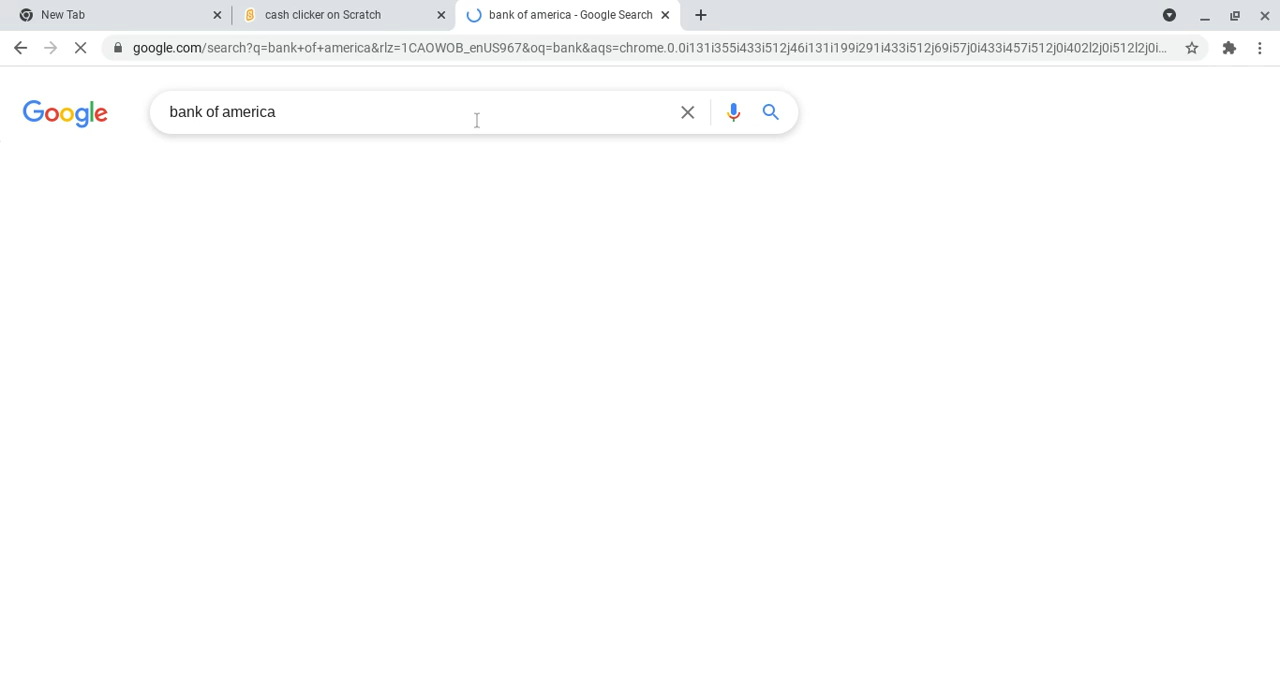 New Tab
cash clicker on Scratch
bank of america - Google Search
google.com/search?q=bank+of+america&rlz=1CAOWOB_enUS967&oq=bank&aqs=chrome.0.0i131i355i433i512j46i131i199i291i433i512j69i57j0i433i457i512j0i402l2j0i512l2j0i...
Google
bank of america